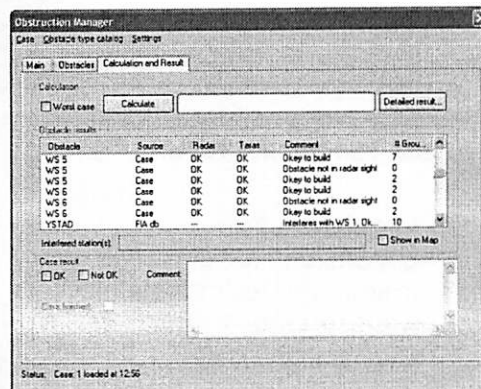 Obstruction Manager
Case Obstacle type catalog Settings
Main Obstacles Calculation and Result
Calculation
Worst case Calculate Detailed result...
Obstacle results
Obstacle Source Radar Taras Comment # Grou...
WS 5 Case OK OK Okey to build 7
WS 5 Case OK OK Obstacle not in radar sight 0
WS 5 Case OK OK Okey to build 2
WS 6 Case OK OK Okey to build 2
WS 6 Case OK OK Obstacle not in radar sight 0
WS 6 Case OK OK Okey to build 2
YSTAD FIA db --- --- Interferes with WS 1, Ok... 10
Interfered station(s): Show in Map
Case result
OK Not OK Comment:
Case
Status: Case: 1 loaded at 12:56